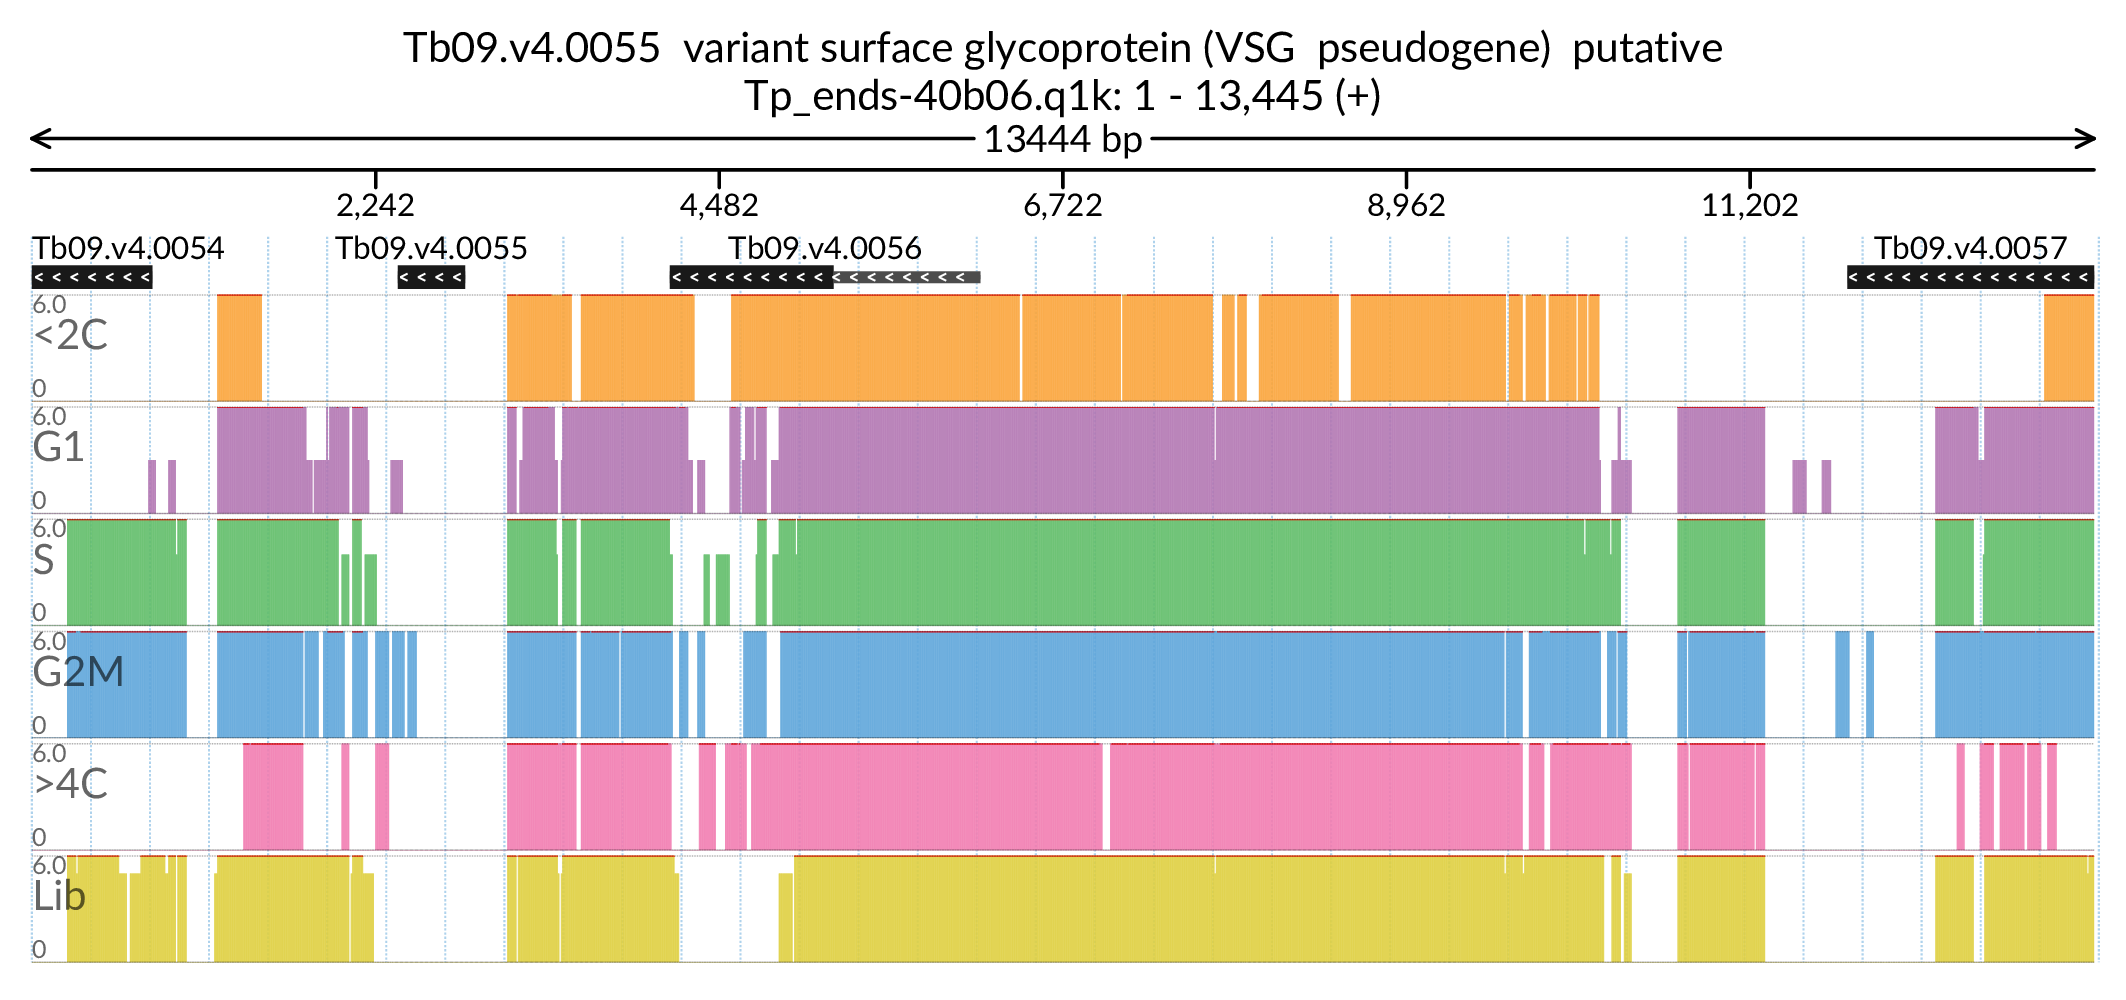 Tb09.v4.0055 variant surface glycoprotein (VSG pseudogene) putative
Tp_ends-40b06.q1k: 1 - 13,445 (+)
13444 bp
2,242 4,482 6,722 8,962 11,202
Tb09.v4.0054 Tb09.v4.0055 Tb09.v4.0056 Tb09.v4.0057
6.0
<2C
0
6.0
G1
0
6.0
S
0
6.0
G2M
0
6.0
>4C
0
6.0
Lib
0